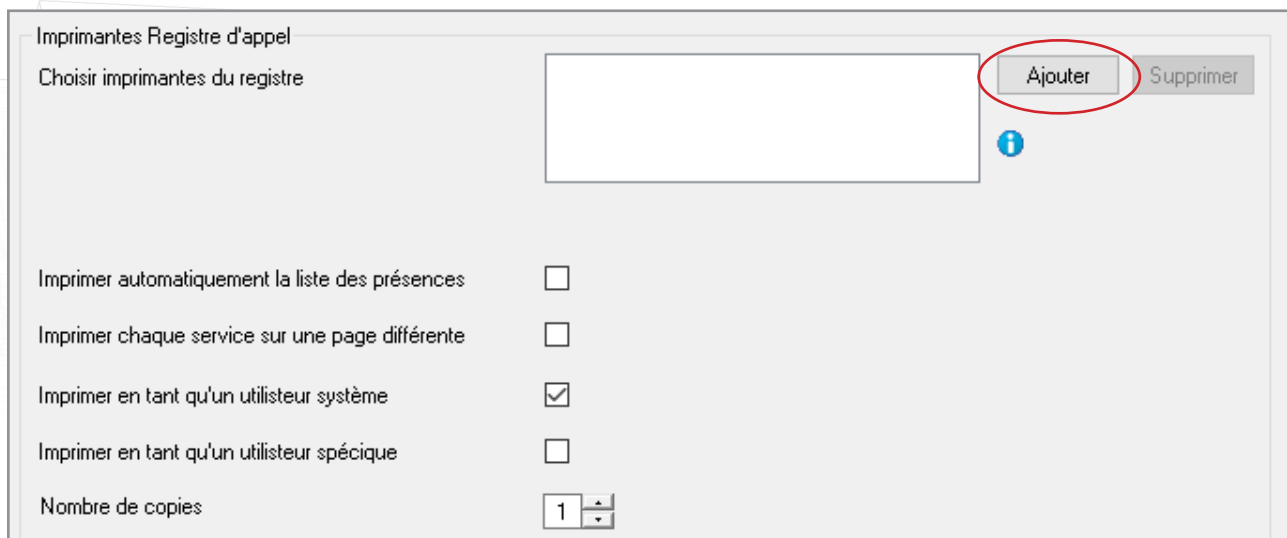 Imprimantes Registre d'appel
Choisir imprimantes du registre
Ajouter
Supprimer
Imprimer automatiquement la liste des présences
Imprimer chaque service sur une page différente
Imprimer en tant qu'un utilisteur système
Imprimer en tant qu'un utilisteur spécique
Nombre de copies
1